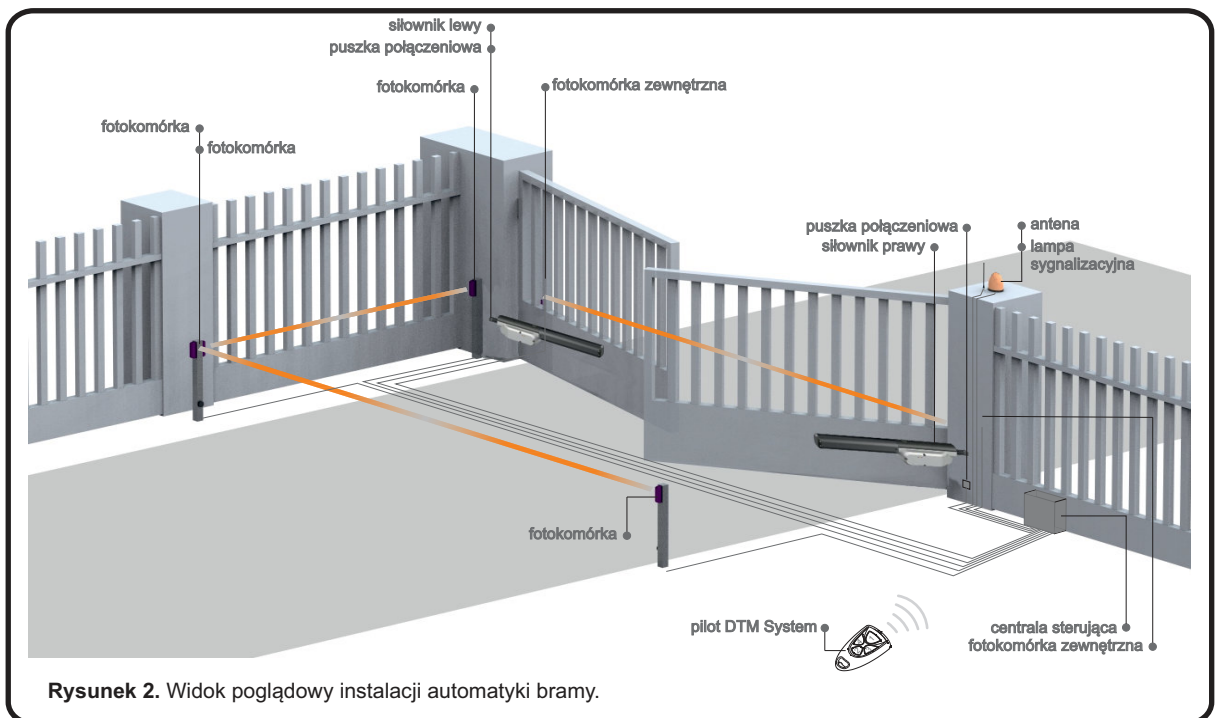 siłownik lewy
puszka połączeniowa
fotokomórka
fotokomórka zewnętrzna
fotokomórka
fotokomórka
puszka połączeniowa
siłownik prawy
antena
lampa
sygnalizacyjna
fotokomórka
pilot DTM System
centrala sterująca
fotokomórka zewnętrzna
Rysunek 2. Widok poglądowy instalacji automatyki bramy.